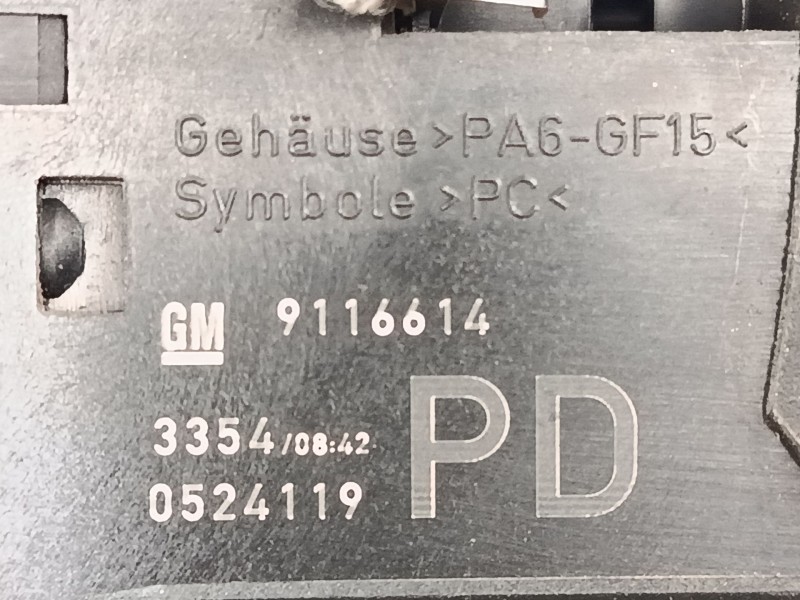 Gehäuse >PA6-GF15<
Symbole >PC<
GM 9116614
3354/08:42
0524119
PD